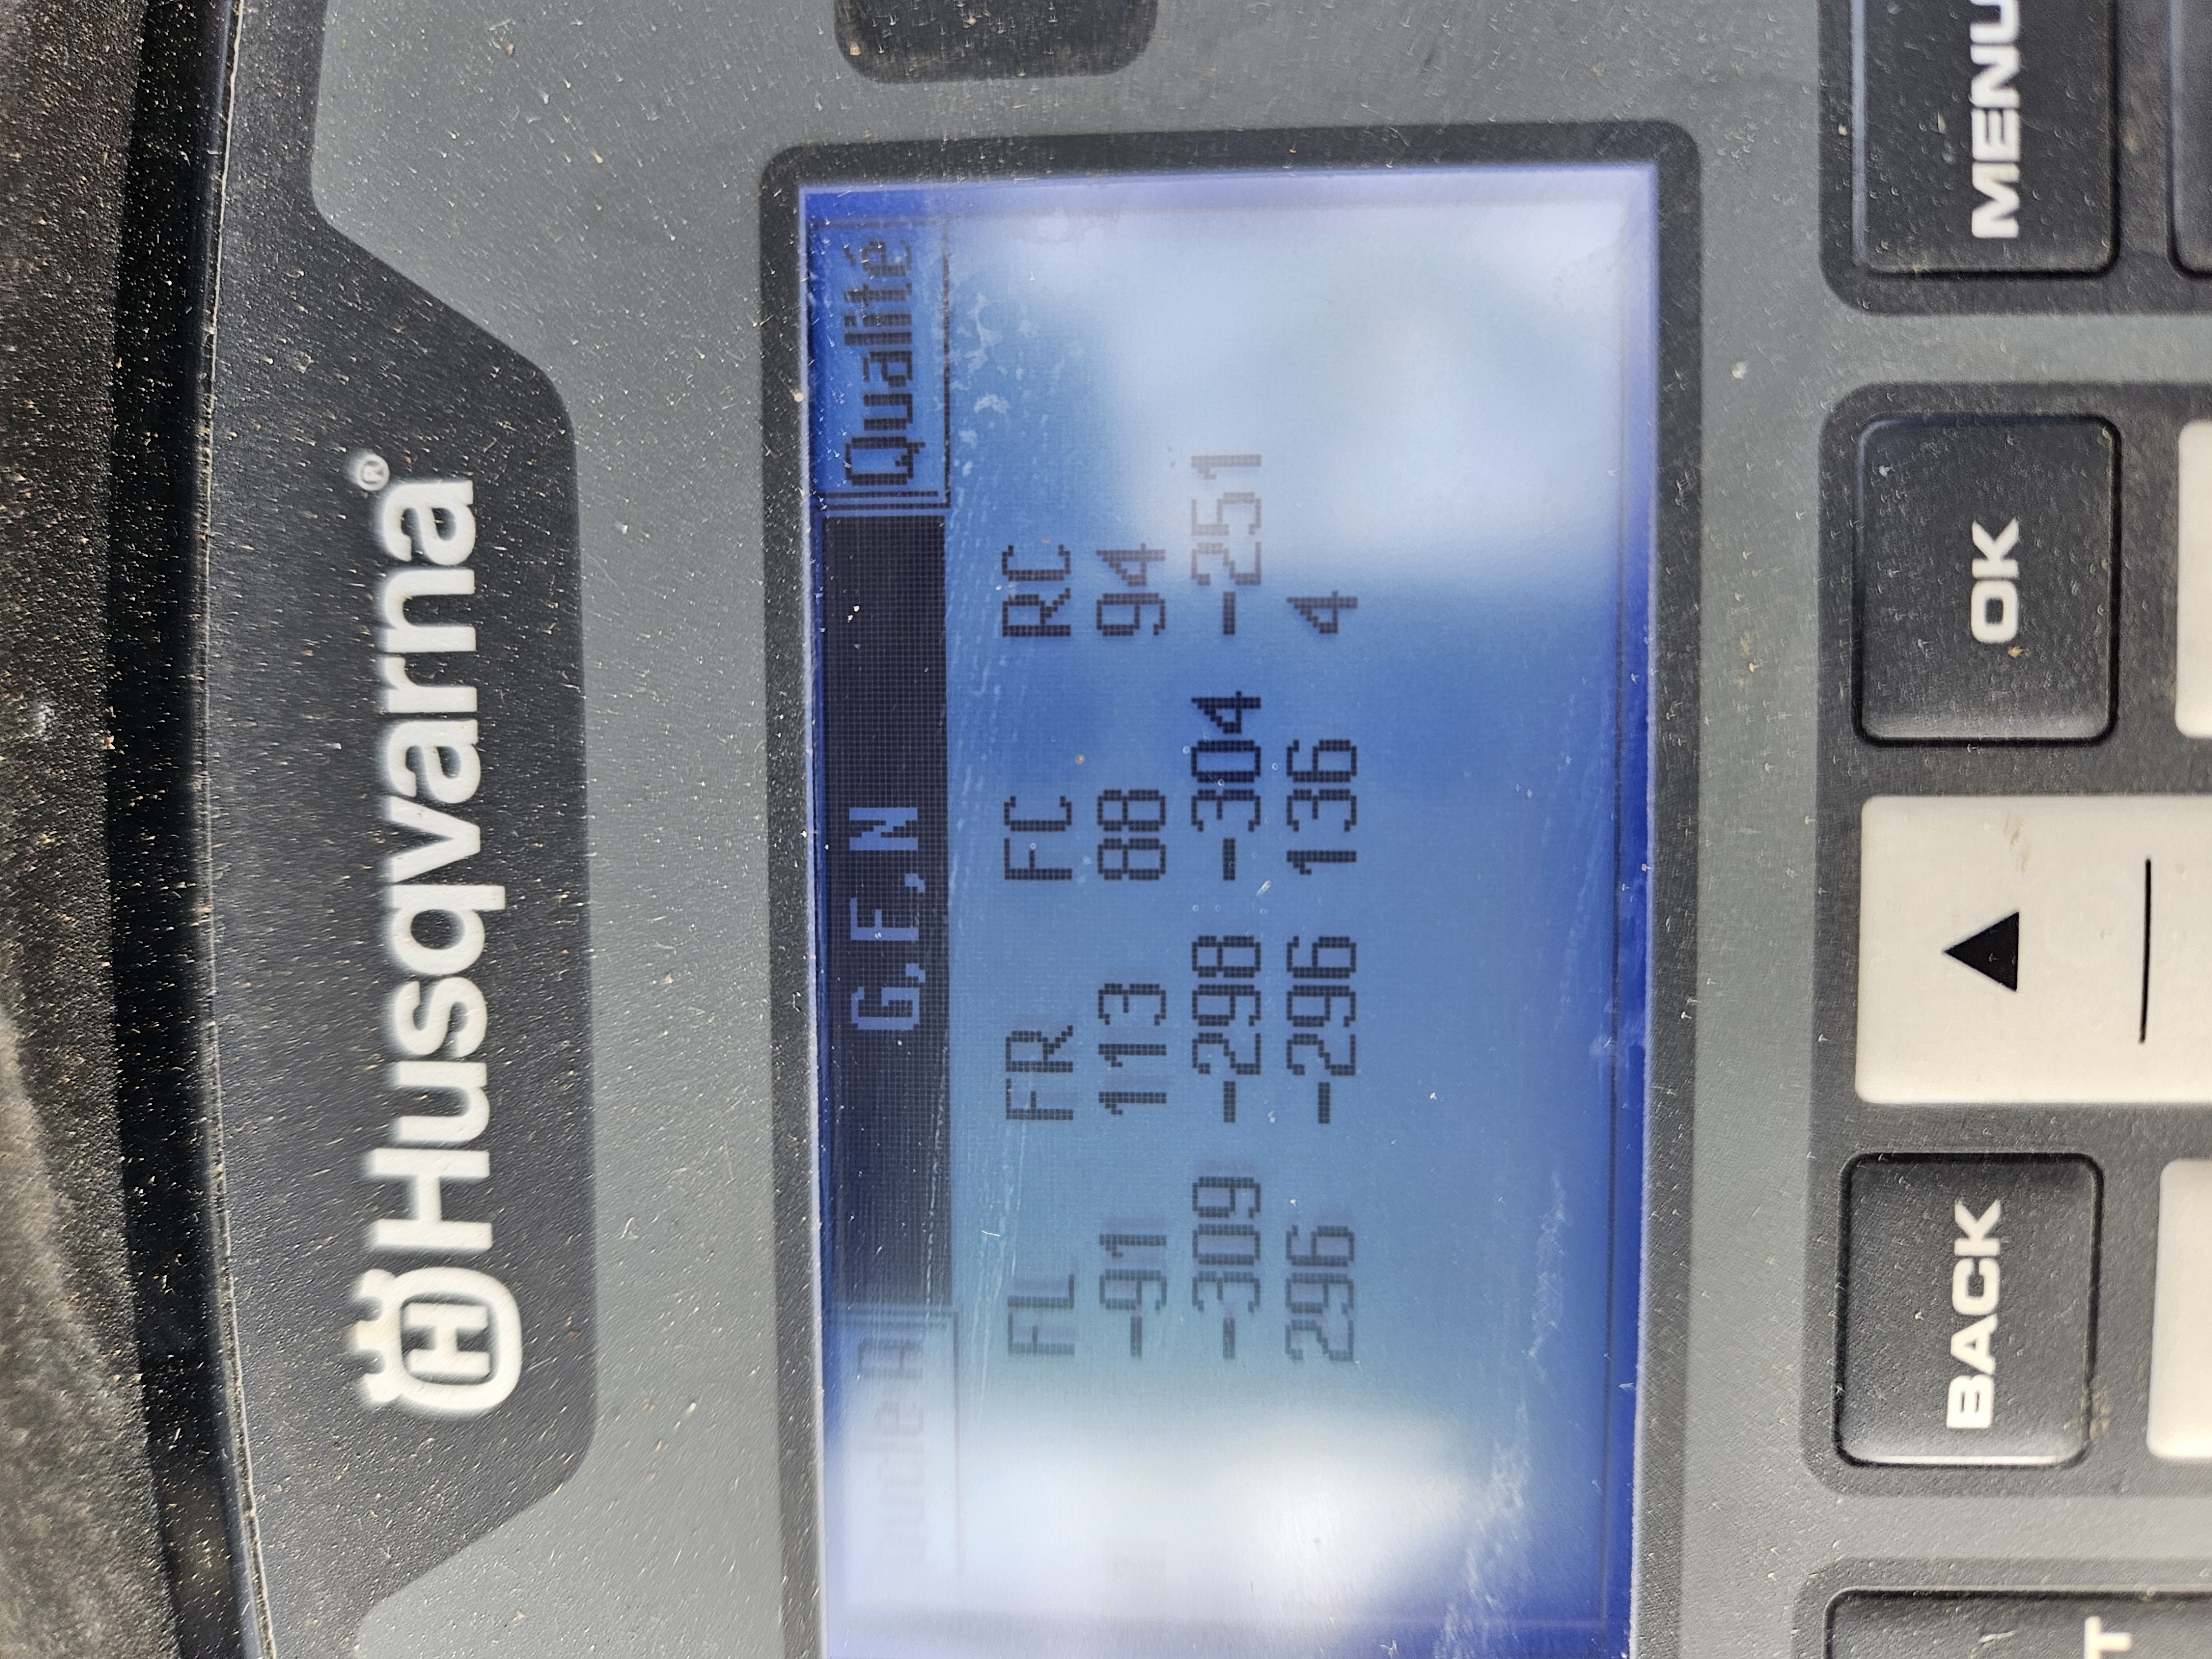 Husqvarna®
G,F,N Qualité
FL FR FC RC
-91 113 88 94
-309 -298 -304 -251
296 -296 136 4
BACK OK MENU